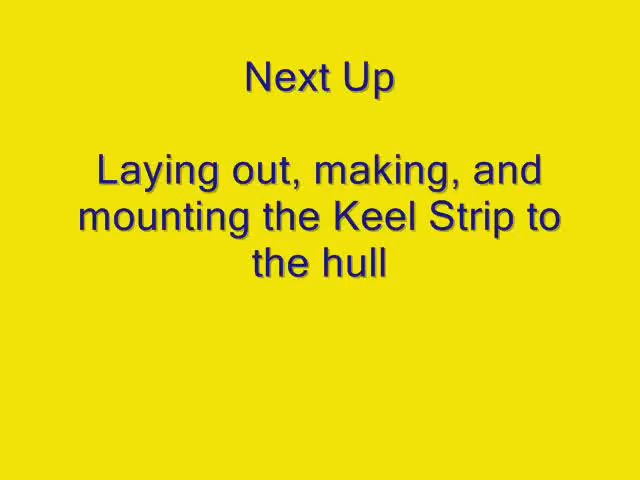 Next Up
Laying out, making, and
mounting the Keel Strip to
the hull